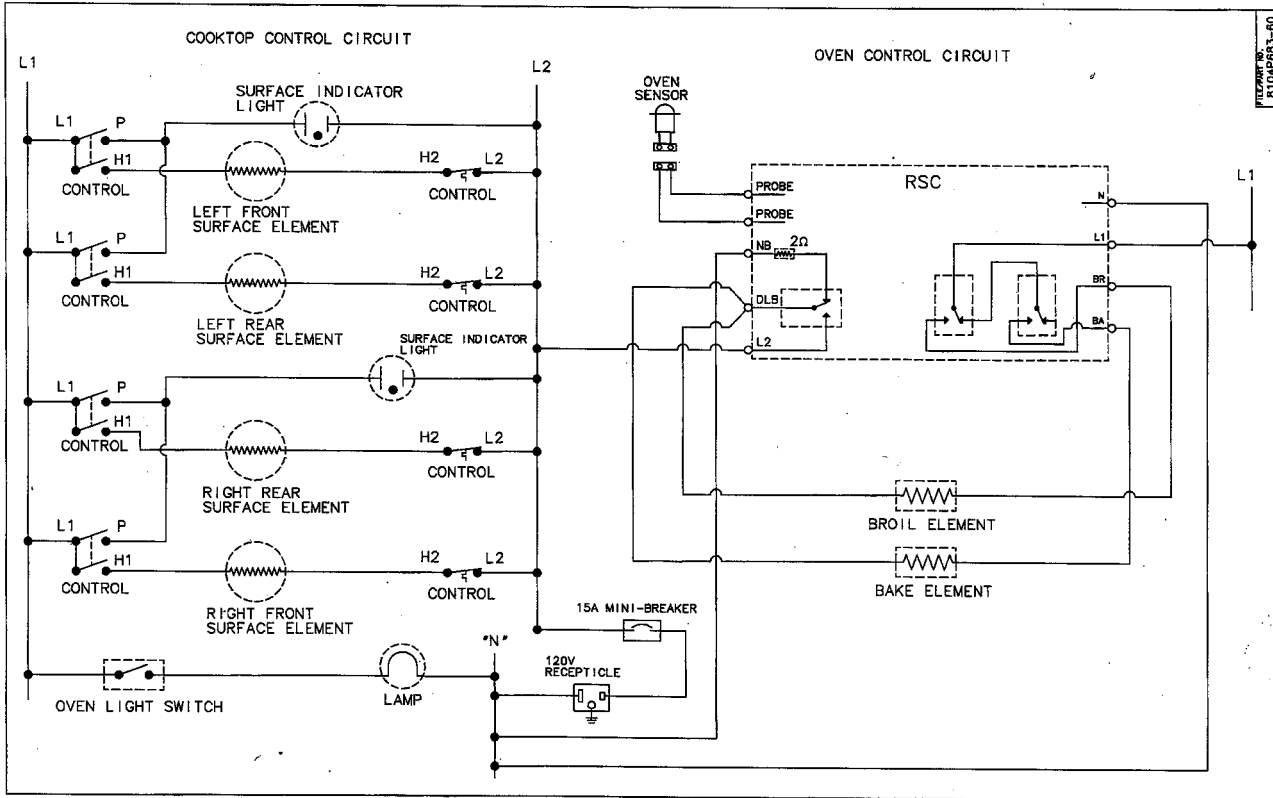 COOKTOP CONTROL CIRCUIT
OVEN CONTROL CIRCUIT
L1
L2
SURFACE INDICATOR
LIGHT
L1
P
H1
CONTROL
LEFT FRONT
SURFACE ELEMENT
H2
L2
CONTROL
L1
P
H1
CONTROL
LEFT REAR
SURFACE ELEMENT
H2
L2
CONTROL
SURFACE INDICATOR
LIGHT
L1
P
H1
CONTROL
RIGHT REAR
SURFACE ELEMENT
H2
L2
CONTROL
L1
P
H1
CONTROL
RIGHT FRONT
SURFACE ELEMENT
H2
L2
CONTROL
OVEN LIGHT SWITCH
LAMP
"N"
15A MINI-BREAKER
120V
RECEPTICLE
OVEN
SENSOR
RSC
PROBE
PROBE
NB
2Ω
DLB
L2
N
L1
BR
BA
L1
BROIL ELEMENT
BAKE ELEMENT